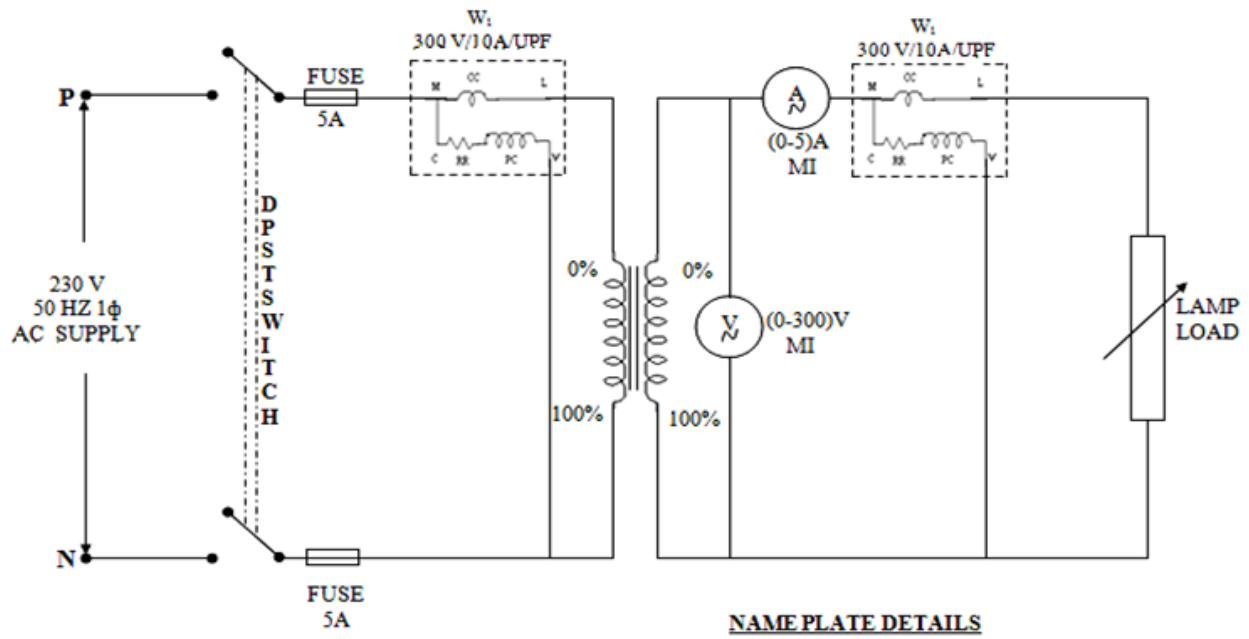 W₁
300 V/10A/UPF
M
CC
L
C
RR
PC
V
FUSE
5A
P
230 V
50 HZ 1ϕ
AC SUPPLY
N
DPSTSWITCH
FUSE
5A
0%
100%
0%
100%
A
(0-5)A
MI
V
(0-300)V
MI
W₁
300 V/10A/UPF
M
CC
L
C
RR
PC
V
LAMP
LOAD
NAME PLATE DETAILS